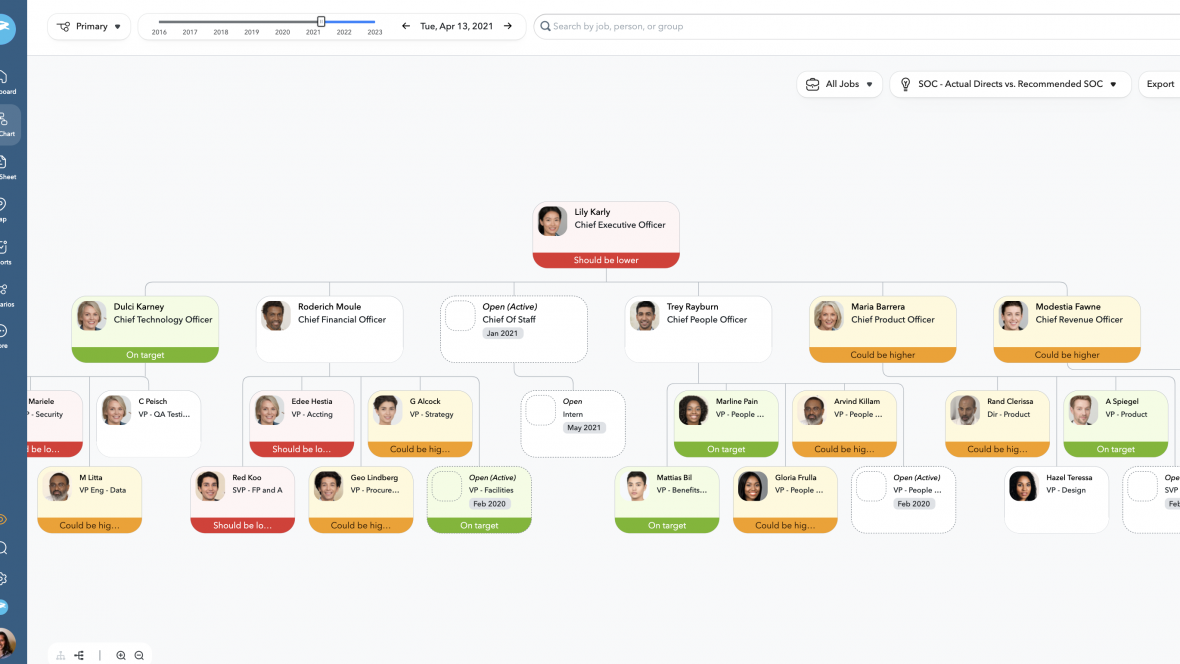 Primary
2016 2017 2018 2019 2020 2021 2022 2023
Tue, Apr 13, 2021
Search by job, person, or group
All Jobs
SOC - Actual Directs vs. Recommended SOC
Export
board
Chart
Sheet
ap
orts
arios
ore
Lily Karly
Chief Executive Officer
Should be lower
Dulci Karney
Chief Technology Officer
On target
Roderich Moule
Chief Financial Officer
Open (Active)
Chief Of Staff
Jan 2021
Trey Rayburn
Chief People Officer
Maria Barrera
Chief Product Officer
Could be higher
Modestia Fawne
Chief Revenue Officer
Could be higher
Mariele
P - Security
d be lo...
C Peisch
VP - QA Testi...
Edee Hestia
VP - Accting
Should be lo...
G Alcock
VP - Strategy
Could be hig...
Open
Intern
May 2021
Marline Pain
VP - People ...
On target
Arvind Killam
VP - People ...
Could be hig...
Rand Clerissa
Dir - Product
Could be hig...
A Spiegel
VP - Product
On target
M Litta
VP Eng - Data
Could be hig...
Red Koo
SVP - FP and A
Should be lo...
Geo Lindberg
VP - Procure...
Could be hig...
Open (Active)
VP - Facilities
Feb 2020
On target
Mattias Bil
VP - Benefits...
On target
Gloria Frulla
VP - People ...
Could be hig...
Open (Active)
VP - People ...
Feb 2020
Hazel Teressa
VP - Design
Ope
SVP
Feb